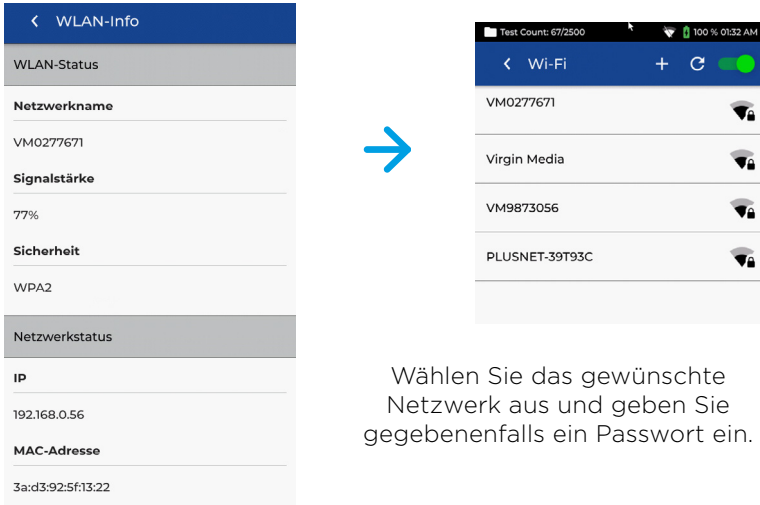 WLAN-Info
WLAN-Status
Netzwerkname
VM0277671
Signalstärke
77%
Sicherheit
WPA2
Netzwerkstatus
IP
192.168.0.56
MAC-Adresse
3a:d3:92:5f:13:22
Test Count: 67/2500 100 % 01:32 AM
Wi-Fi
VM0277671
Virgin Media
VM9873056
PLUSNET-39T93C
Wählen Sie das gewünschte
Netzwerk aus und geben Sie
gegebenenfalls ein Passwort ein.